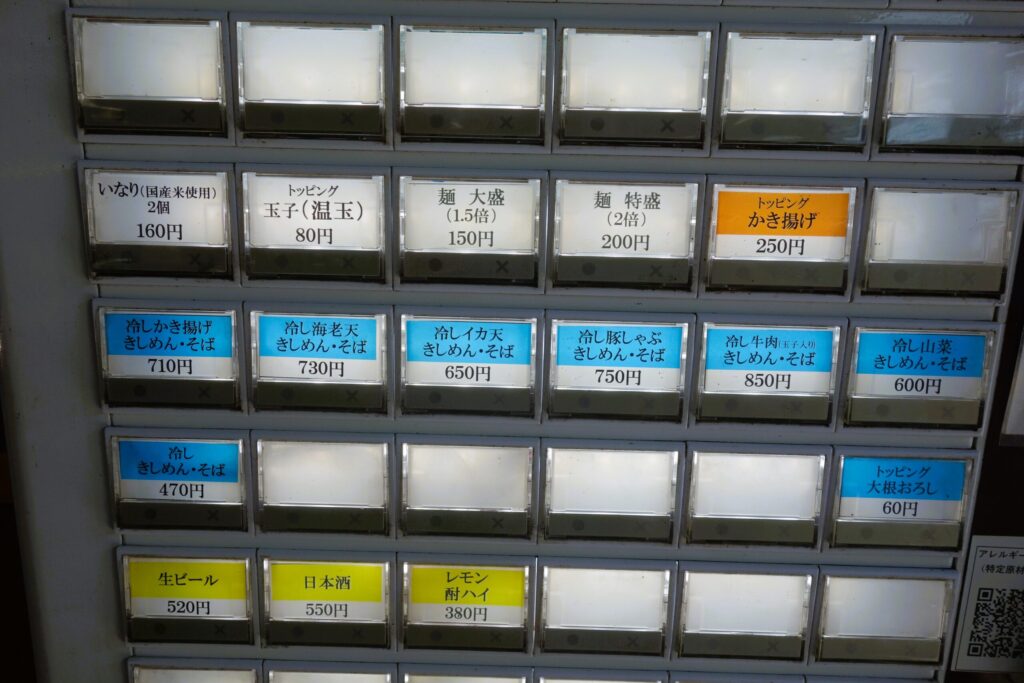 いなり(国産米使用)
2個
160円
トッピング
玉子(温玉)
80円
麺 大盛
(1.5倍)
150円
麺 特盛
(2倍)
200円
トッピング
かき揚げ
250円
冷しかき揚げ
きしめん・そば
710円
冷し海老天
きしめん・そば
730円
冷しイカ天
きしめん・そば
650円
冷し豚しゃぶ
きしめん・そば
750円
冷し牛肉(玉子入り)
きしめん・そば
850円
冷し山菜
きしめん・そば
600円
冷し
きしめん・そば
470円
トッピング
大根おろし
60円
生ビール
520円
日本酒
550円
レモン
酎ハイ
380円
アレルギー
(特定原材